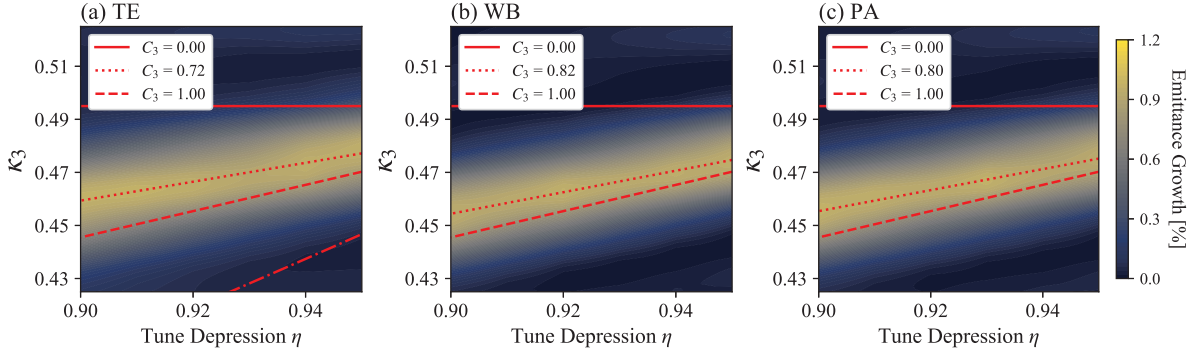 (a) TE
(b) WB
(c) PA
C₃ = 0.00
C₃ = 0.72
C₃ = 1.00
C₃ = 0.00
C₃ = 0.82
C₃ = 1.00
C₃ = 0.00
C₃ = 0.80
C₃ = 1.00
κ₃
0.51
0.49
0.47
0.45
0.43
0.90
0.92
0.94
Tune Depression η
κ₃
0.51
0.49
0.47
0.45
0.43
0.90
0.92
0.94
Tune Depression η
κ₃
0.51
0.49
0.47
0.45
0.43
0.90
0.92
0.94
Tune Depression η
1.2
0.9
0.6
0.3
0.0
Emittance Growth [%]